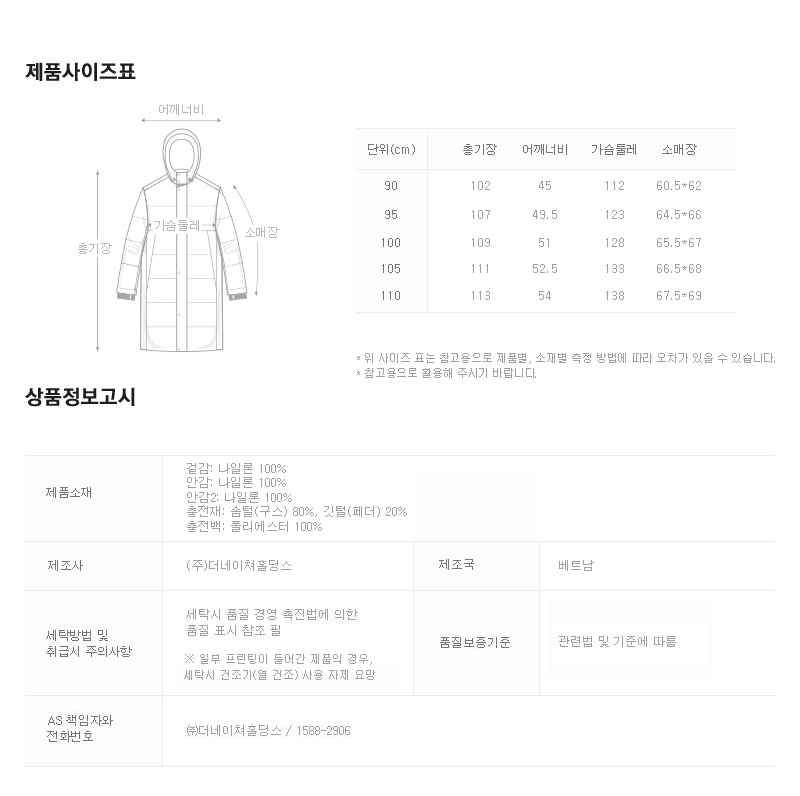 제품사이즈표
어깨너비
가슴둘레
소매장
총기장
단위(cm) 총기장 어깨너비 가슴둘레 소매장
90 102 45 112 60.5*62
95 107 49.5 123 64.5*66
100 109 51 128 65.5*67
105 111 52.5 133 66.5*68
110 113 54 138 67.5*69
* 위 사이즈 표는 참고용으로 제품별, 소재별 측정 방법에 따라 오차가 있을 수 있습니다.
* 참고용으로 활용해 주시기 바랍니다.
상품정보고시
제품소재
겉감: 나일론 100%
안감: 나일론 100%
안감2: 나일론 100%
충전재: 솜털(구스) 80%, 깃털(페더) 20%
충전백: 폴리에스터 100%
제조사 (주)더네이쳐홀딩스 제조국 베트남
세탁방법 및
취급시 주의사항
세탁시 품질 경영 촉진법에 의한
품질 표시 참조 필
※ 일부 프린팅이 들어간 제품의 경우,
세탁시 건조기(열 건조) 사용 자제 요망
품질보증기준 관련법 및 기준에 따름
AS 책임자와
전화번호
㈜더네이쳐홀딩스 / 1588-2906